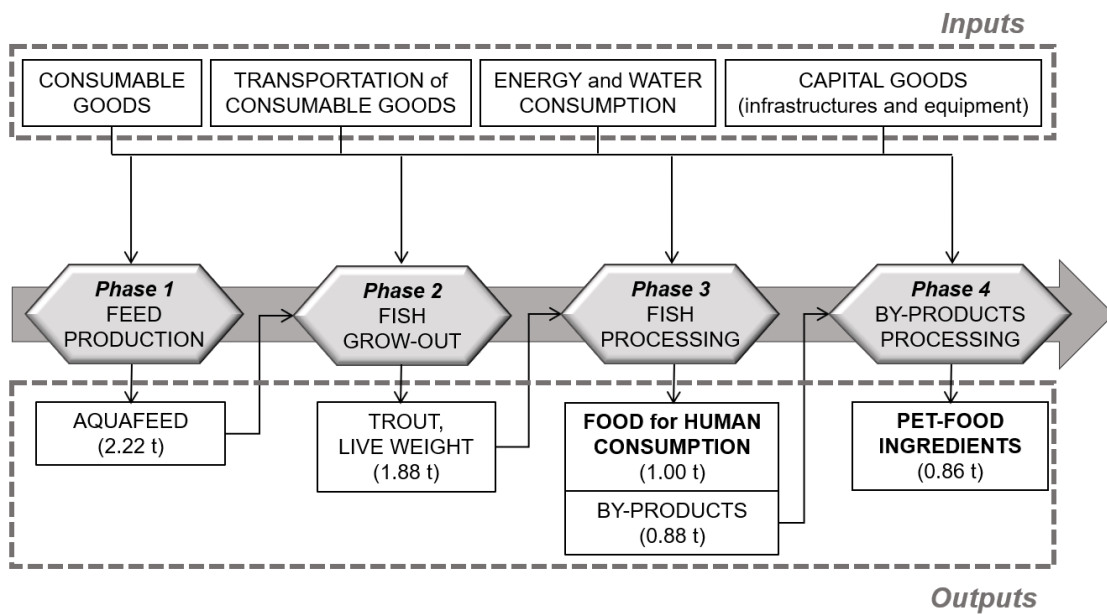 Inputs
CONSUMABLE
GOODS
TRANSPORTATION of
CONSUMABLE GOODS
ENERGY and WATER
CONSUMPTION
CAPITAL GOODS
(infrastructures and equipment)
Phase 1
FEED
PRODUCTION
Phase 2
FISH
GROW-OUT
Phase 3
FISH
PROCESSING
Phase 4
BY-PRODUCTS
PROCESSING
AQUAFEED
(2.22 t)
TROUT,
LIVE WEIGHT
(1.88 t)
FOOD for HUMAN
CONSUMPTION
(1.00 t)
BY-PRODUCTS
(0.88 t)
PET-FOOD
INGREDIENTS
(0.86 t)
Outputs